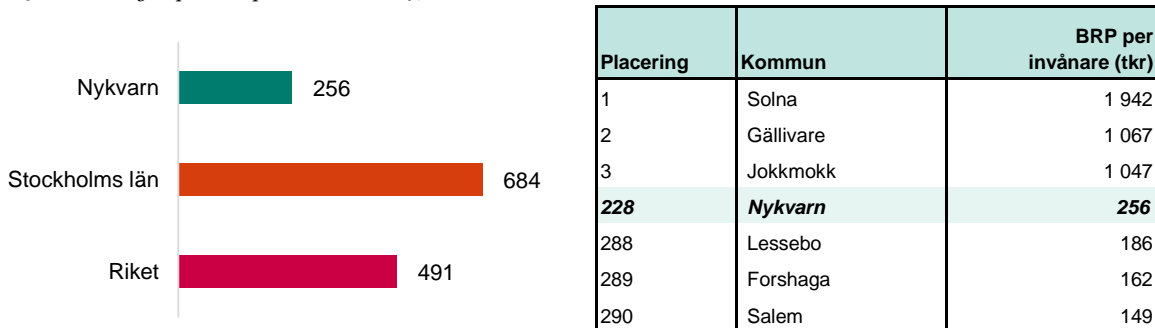 Nykvarn 256
Stockholms län 684
Riket 491
Placering Kommun BRP per invånare (tkr)
1 Solna 1 942
2 Gällivare 1 067
3 Jokkmokk 1 047
228 Nykvarn 256
288 Lessebo 186
289 Forshaga 162
290 Salem 149